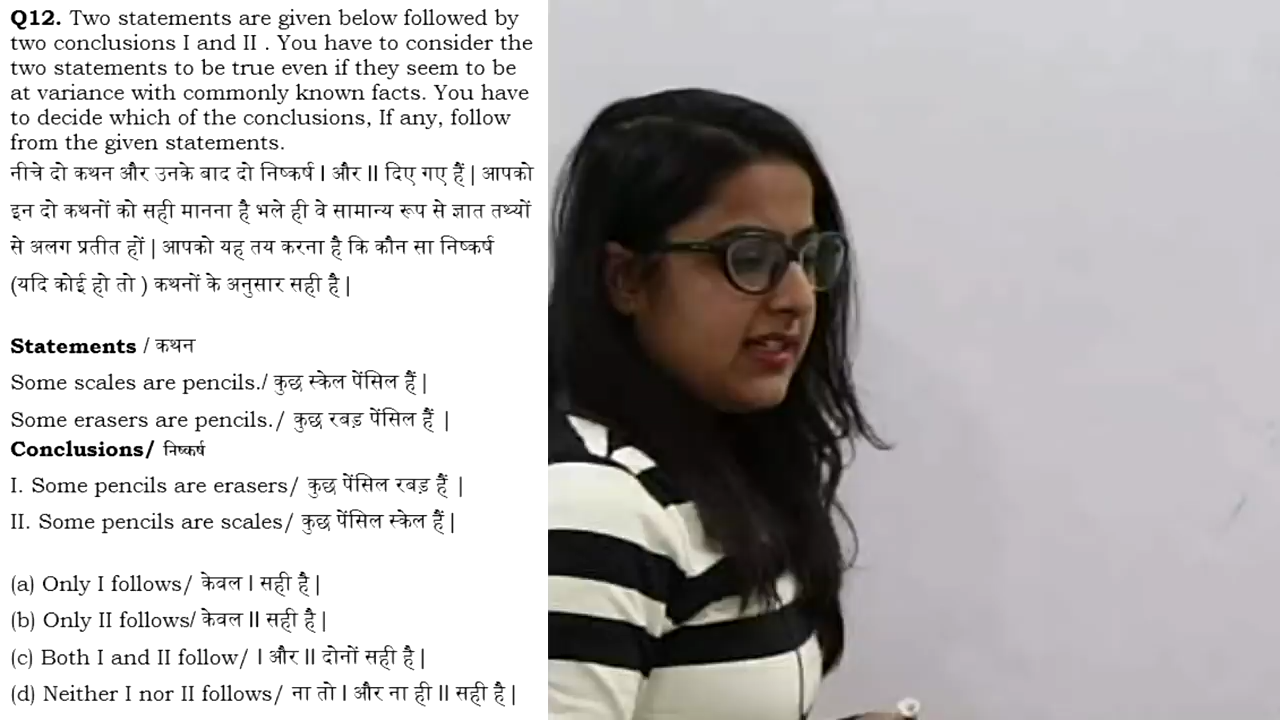 Q12. Two statements are given below followed by
two conclusions I and II . You have to consider the
two statements to be true even if they seem to be
at variance with commonly known facts. You have
to decide which of the conclusions, If any, follow
from the given statements.
नीचे दो कथन और उनके बाद दो निष्कर्ष I और II दिए गए हैं | आपको
इन दो कथनों को सही मानना है भले ही वे सामान्य रूप से ज्ञात तथ्यों
से अलग प्रतीत हों | आपको यह तय करना है कि कौन सा निष्कर्ष
(यदि कोई हो तो ) कथनों के अनुसार सही है |
Statements / कथन
Some scales are pencils./ कुछ स्केल पेंसिल हैं |
Some erasers are pencils./ कुछ रबड़ पेंसिल हैं |
Conclusions/ निष्कर्ष
I. Some pencils are erasers/ कुछ पेंसिल रबड़ हैं |
II. Some pencils are scales/ कुछ पेंसिल स्केल हैं |
(a) Only I follows/ केवल I सही है |
(b) Only II follows/ केवल II सही है |
(c) Both I and II follow/ I और II दोनों सही है |
(d) Neither I nor II follows/ ना तो I और ना ही II सही है |